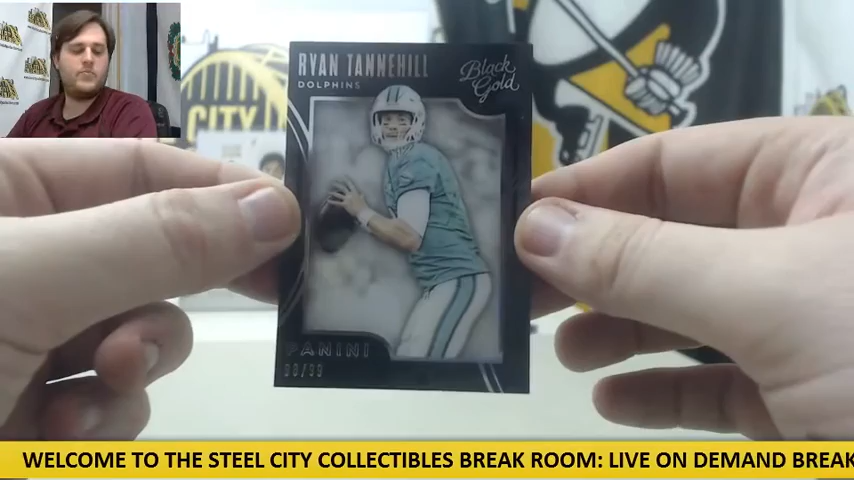 RYAN TANNEHILL
DOLPHINS
Black
Gold
CITY
PANINI
WELCOME TO THE STEEL CITY COLLECTIBLES BREAK ROOM: LIVE ON DEMAND BREAK